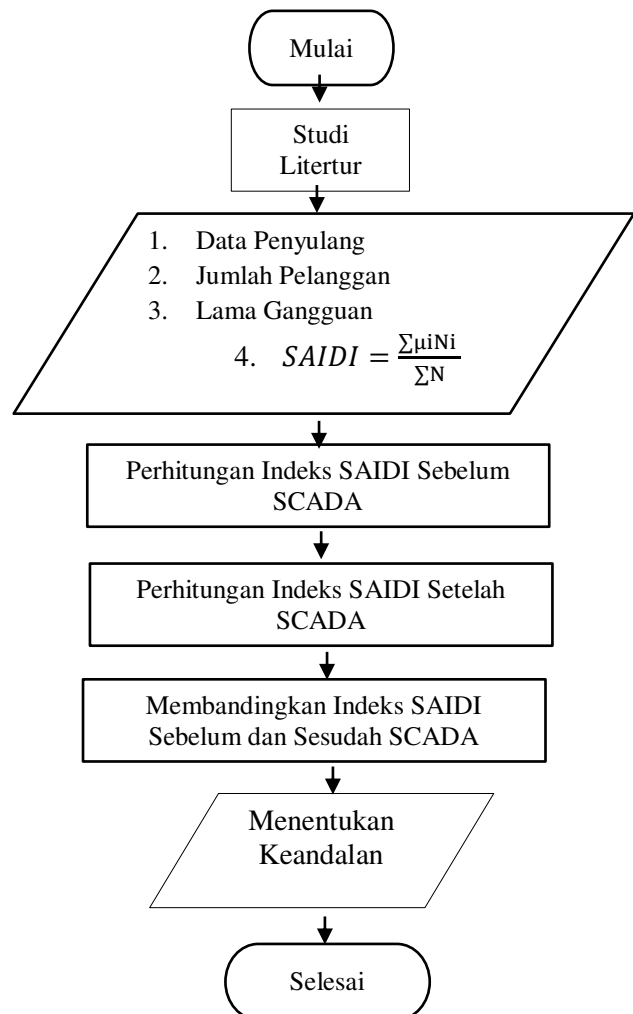 Mulai
Studi
Litertur
1. Data Penyulang
2. Jumlah Pelanggan
3. Lama Gangguan
4. SAIDI = ∑μiNi / ∑N
Perhitungan Indeks SAIDI Sebelum
SCADA
Perhitungan Indeks SAIDI Setelah
SCADA
Membandingkan Indeks SAIDI
Sebelum dan Sesudah SCADA
Menentukan
Keandalan
Selesai